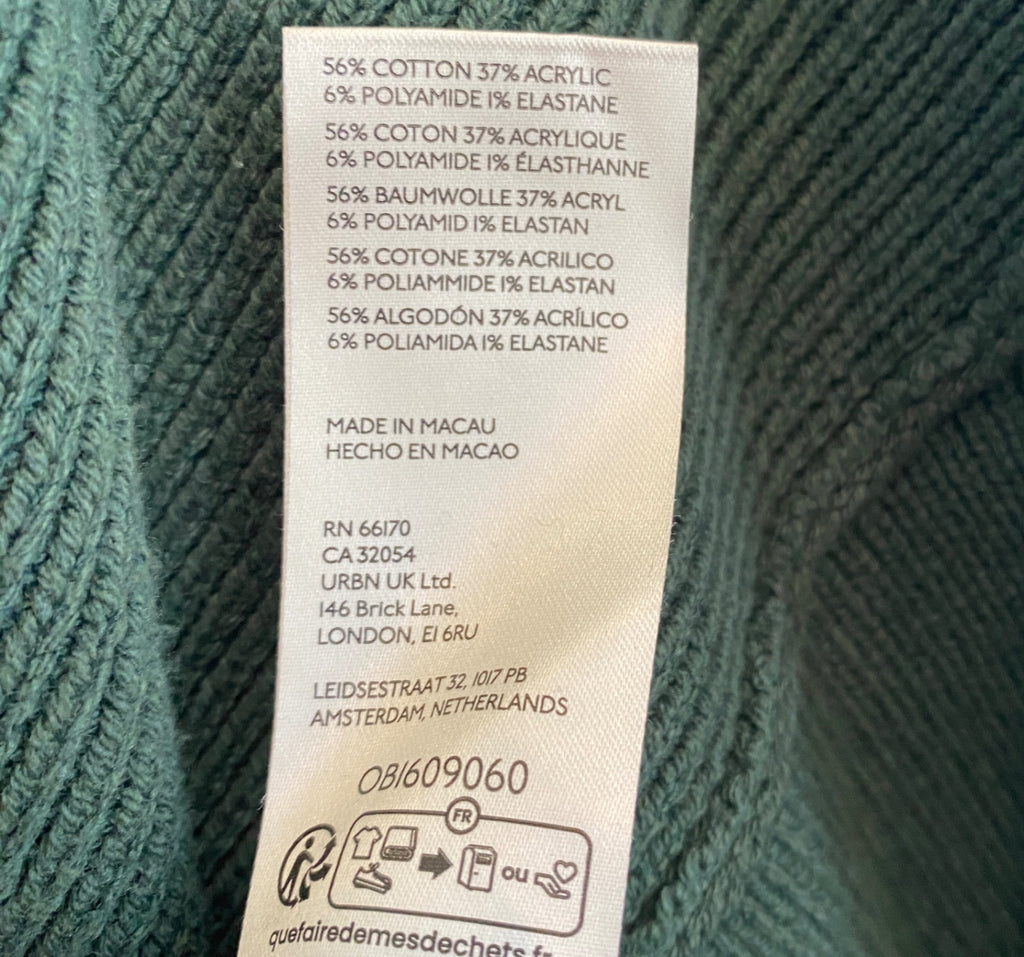 56% COTTON 37% ACRYLIC
6% POLYAMIDE 1% ELASTANE
56% COTON 37% ACRYLIQUE
6% POLYAMIDE 1% ÉLASTHANNE
56% BAUMWOLLE 37% ACRYL
6% POLYAMID 1% ELASTAN
56% COTONE 37% ACRILICO
6% POLIAMMIDE 1% ELASTAN
56% ALGODÓN 37% ACRÍLICO
6% POLIAMIDA 1% ELASTANE
MADE IN MACAU
HECHO EN MACAO
RN 66170
CA 32054
URBN UK Ltd.
146 Brick Lane,
LONDON, E1 6RU
LEIDSESTRAAT 32, 1017 PB
AMSTERDAM, NETHERLANDS
OB1609060
FR
ou
quefairedemesdechets.fr